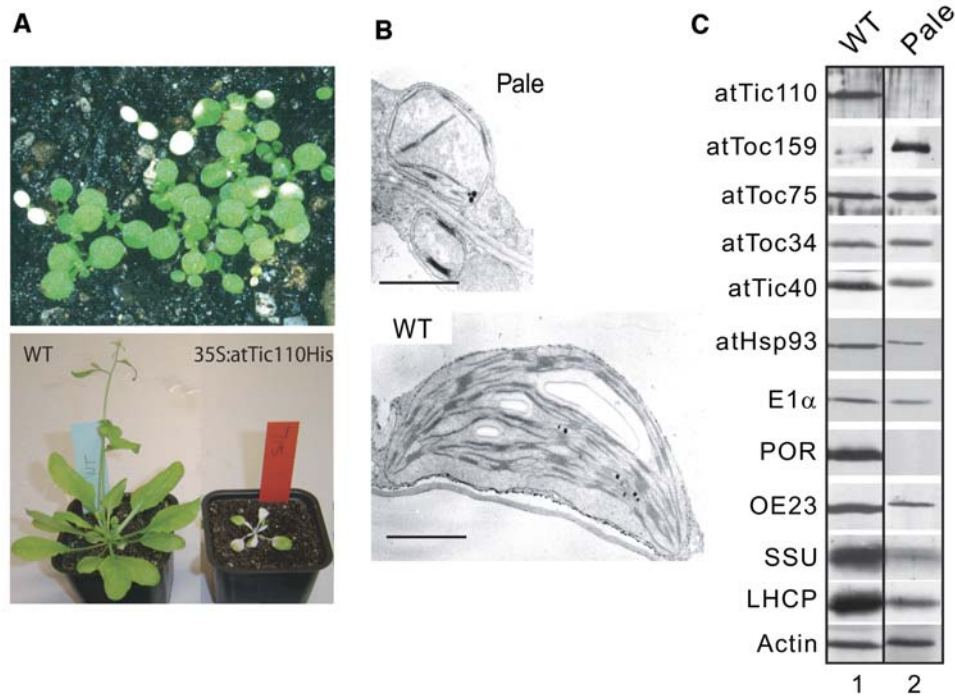 A
WT
35S:atTic110His
B
Pale
WT
C
WT Pale
atTic110
atToc159
atToc75
atToc34
atTic40
atHsp93
E1α
POR
OE23
SSU
LHCP
Actin
1 2